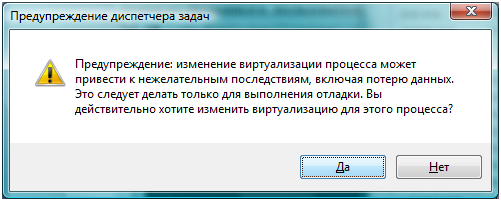 Предупреждение диспетчера задач
Предупреждение: изменение виртуализации процесса может
привести к нежелательным последствиям, включая потерю данных.
Это следует делать только для выполнения отладки. Вы
действительно хотите изменить виртуализацию для этого процесса?
Да
Нет